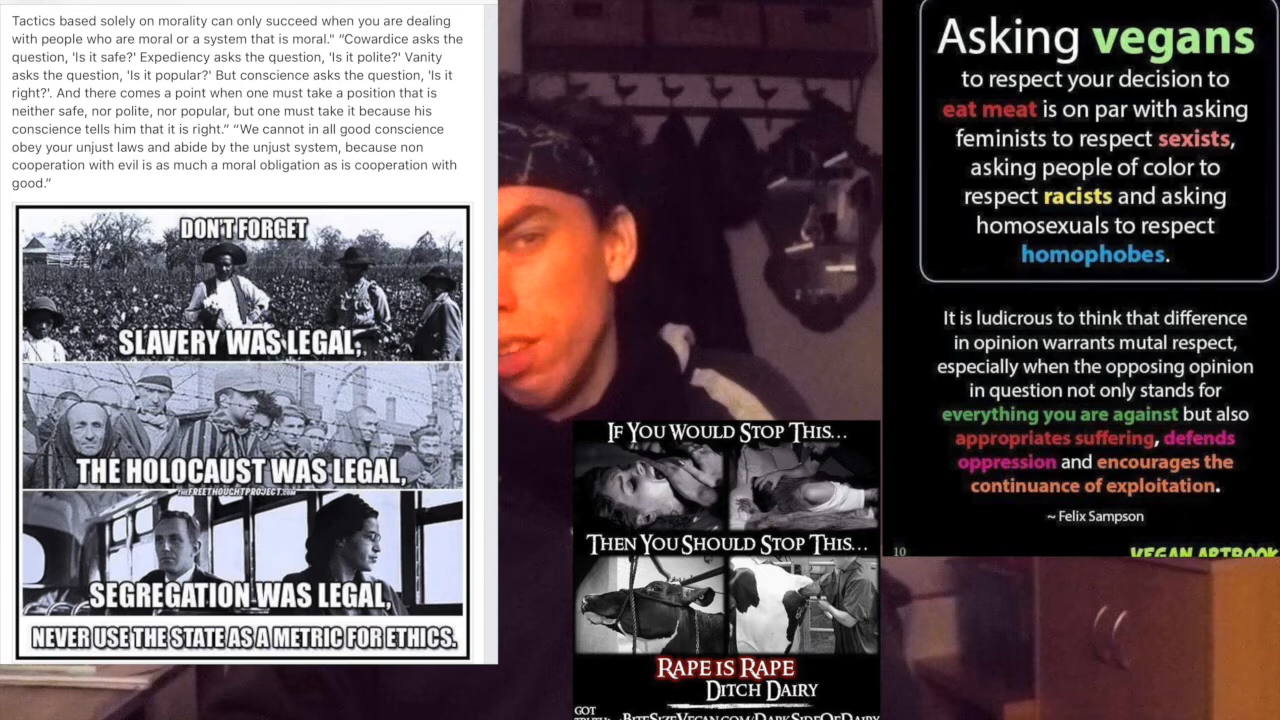 Tactics based solely on morality can only succeed when you are dealing
with people who are moral or a system that is moral." “Cowardice asks the
question, 'Is it safe?' Expediency asks the question, 'Is it polite?' Vanity
asks the question, 'Is it popular?' But conscience asks the question, 'Is it
right?'. And there comes a point when one must take a position that is
neither safe, nor polite, nor popular, but one must take it because his
conscience tells him that it is right.” “We cannot in all good conscience
obey your unjust laws and abide by the unjust system, because non
cooperation with evil is as much a moral obligation as is cooperation with
good.”
DON'T FORGET
SLAVERY WAS LEGAL,
THE HOLOCAUST WAS LEGAL,
THEFREETHOUGHTPROJECT.COM
SEGREGATION WAS LEGAL,
NEVER USE THE STATE AS A METRIC FOR ETHICS.
IF YOU WOULD STOP THIS...
THEN YOU SHOULD STOP THIS...
RAPE IS RAPE
DITCH DAIRY
GOT
BITESIZEVEGAN.COM/DARKSIDEOFDAIRY
Asking vegans
to respect your decision to
eat meat is on par with asking
feminists to respect sexists,
asking people of color to
respect racists and asking
homosexuals to respect
homophobes.
It is ludicrous to think that difference
in opinion warrants mutal respect,
especially when the opposing opinion
in question not only stands for
everything you are against but also
appropriates suffering, defends
oppression and encourages the
continuance of exploitation.
~ Felix Sampson
10
VEGAN ARTBOOK